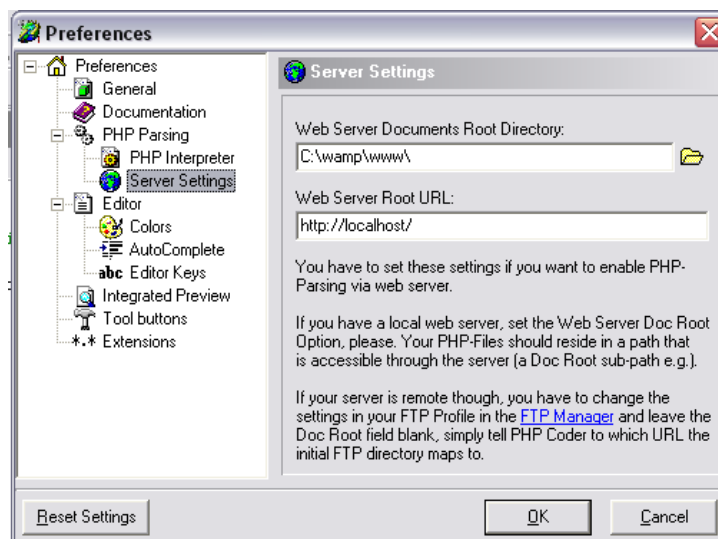 Preferences
Preferences
General
Documentation
PHP Parsing
PHP Interpreter
Server Settings
Editor
Colors
AutoComplete
abc Editor Keys
Integrated Preview
Tool buttons
*.* Extensions
Server Settings
Web Server Documents Root Directory:
C:\wamp\www\
Web Server Root URL:
http://localhost/
You have to set these settings if you want to enable PHP-
Parsing via web server.
If you have a local web server, set the Web Server Doc Root
Option, please. Your PHP-Files should reside in a path that
is accessible through the server (a Doc Root sub-path e.g.).
If your server is remote though, you have to change the
settings in your FTP Profile in the FTP Manager and leave the
Doc Root field blank, simply tell PHP Coder to which URL the
initial FTP directory maps to.
Reset Settings
OK
Cancel